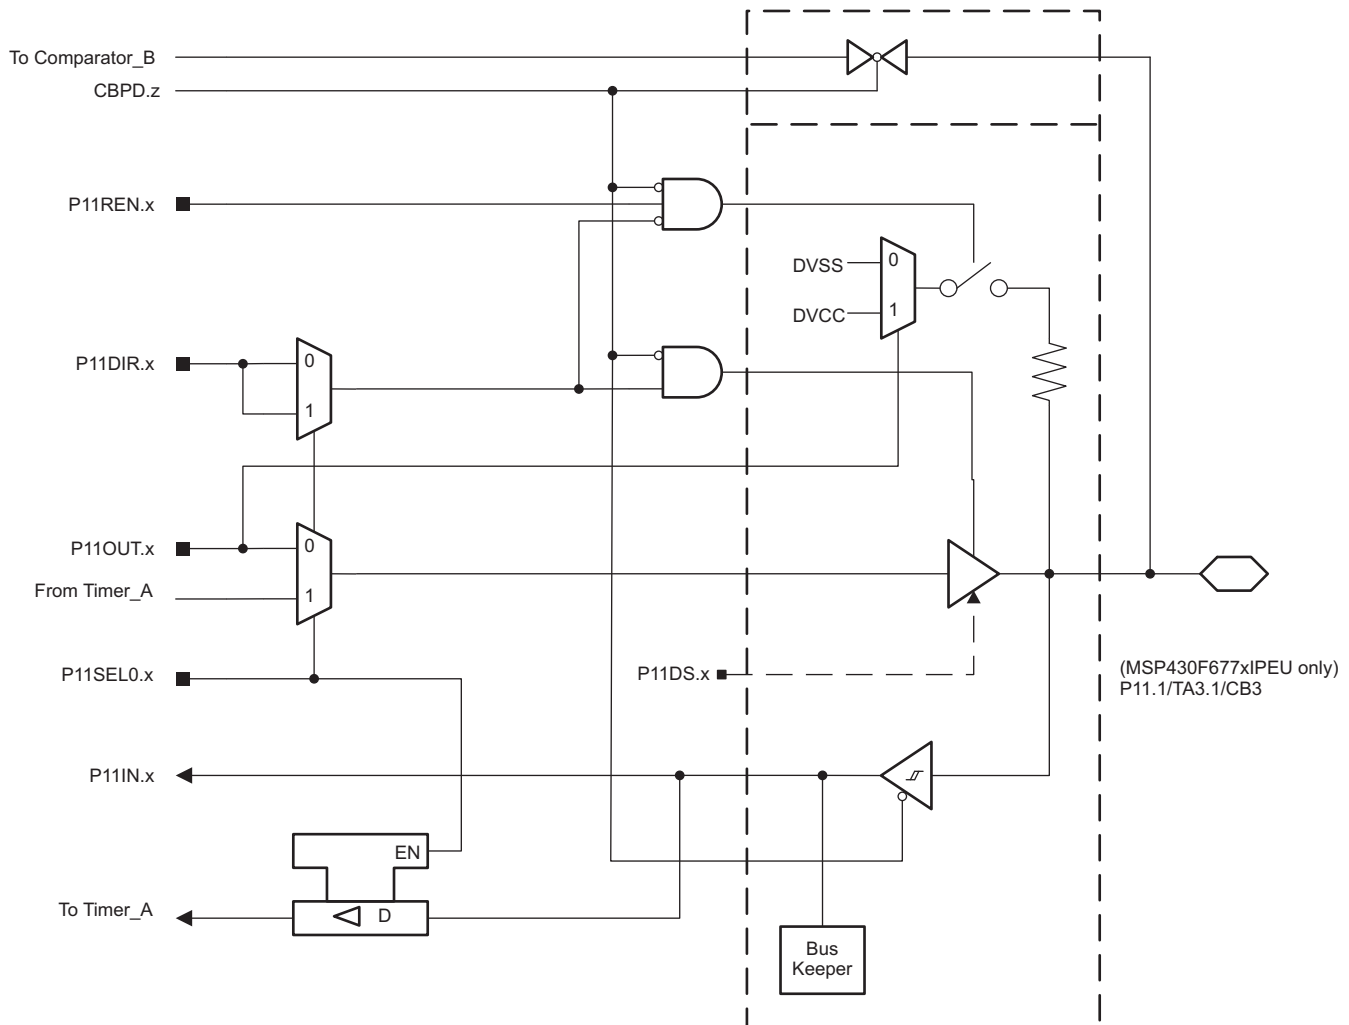 To Comparator_B
CBPD.z
P11REN.x
DVSS
0
DVCC
1
P11DIR.x
0
1
P11OUT.x
0
From Timer_A
1
P11SEL0.x
P11DS.x
(MSP430F677xIPEU only)
P11.1/TA3.1/CB3
P11IN.x
EN
To Timer_A
D
Bus
Keeper